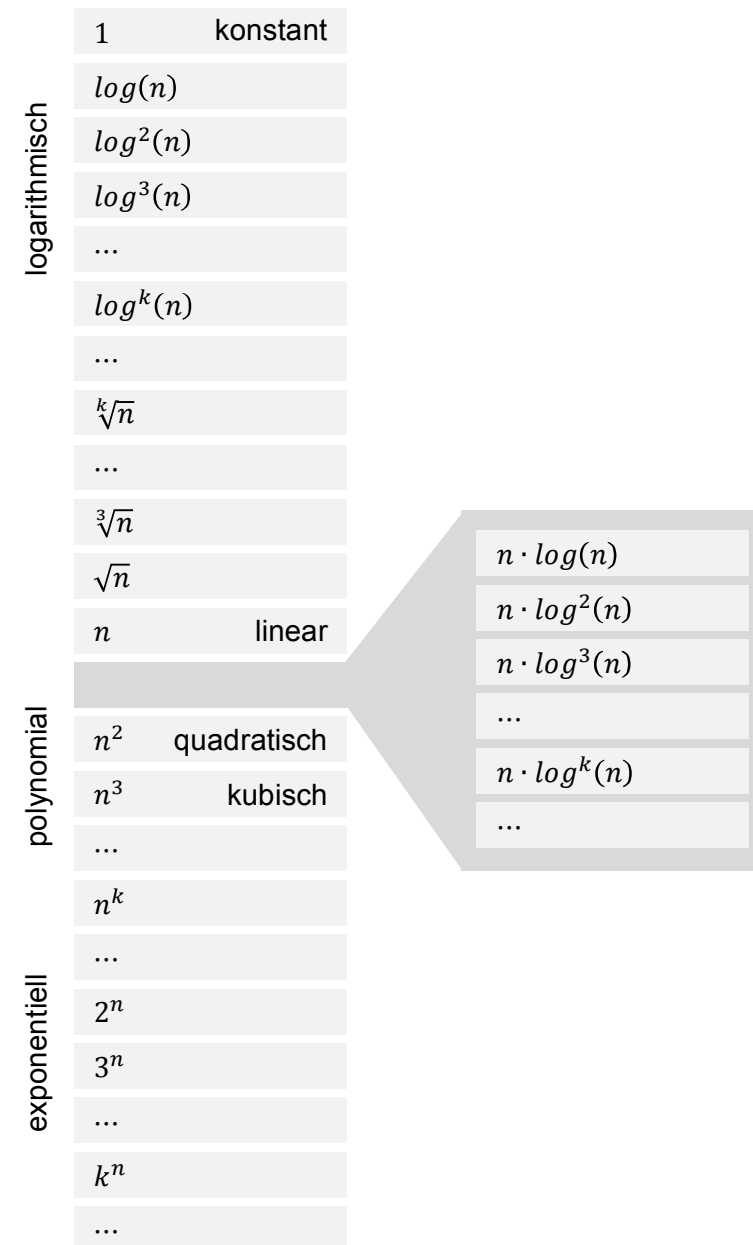 1 konstant
logarithmisch
log(n)
log²(n)
log³(n)
...
logᵏ(n)
...
ᵏ√n
...
³√n
√n
n linear
n · log(n)
n · log²(n)
n · log³(n)
...
n · logᵏ(n)
...
polynomial
n² quadratisch
n³ kubisch
...
nᵏ
...
exponentiell
2ⁿ
3ⁿ
...
kⁿ
...